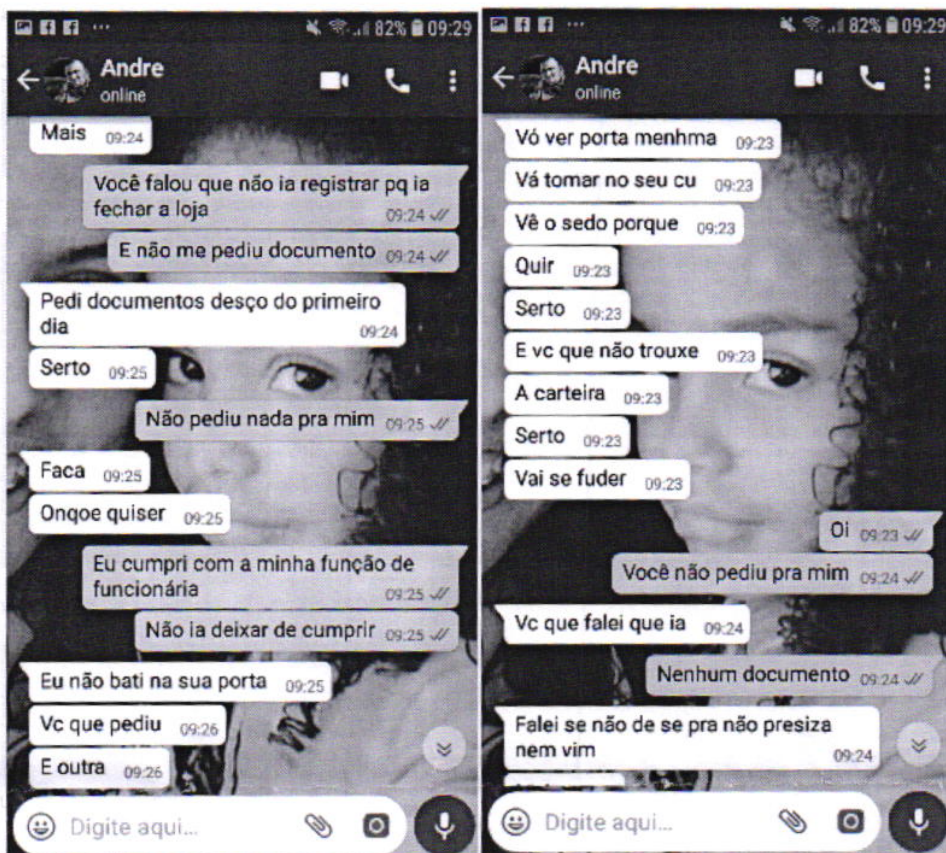 82% 09:29
Andre
online
Mais 09:24
Você falou que não ia registrar pq ia
fechar a loja
09:24
E não me pediu documento 09:24
Pedi documentos desço do primeiro
dia
09:24
Serto 09:25
Não pediu nada pra mim 09:25
Faca 09:25
Onqoe quiser 09:25
Eu cumpri com a minha função de
funcionária
09:25
Não ia deixar de cumprir 09:25
Eu não bati na sua porta 09:25
Vc que pediu 09:26
E outra 09:26
Digite aqui...
82% 09:29
Andre
online
Vó ver porta menhma 09:23
Vá tomar no seu cu 09:23
Vê o sedo porque 09:23
Quir 09:23
Serto 09:23
E vc que não trouxe 09:23
A carteira 09:23
Serto 09:23
Vai se fuder 09:23
Oi 09:23
Você não pediu pra mim 09:24
Vc que falei que ia 09:24
Nenhum documento 09:24
Falei se não de se pra não presiza
nem vim
09:24
Digite aqui...